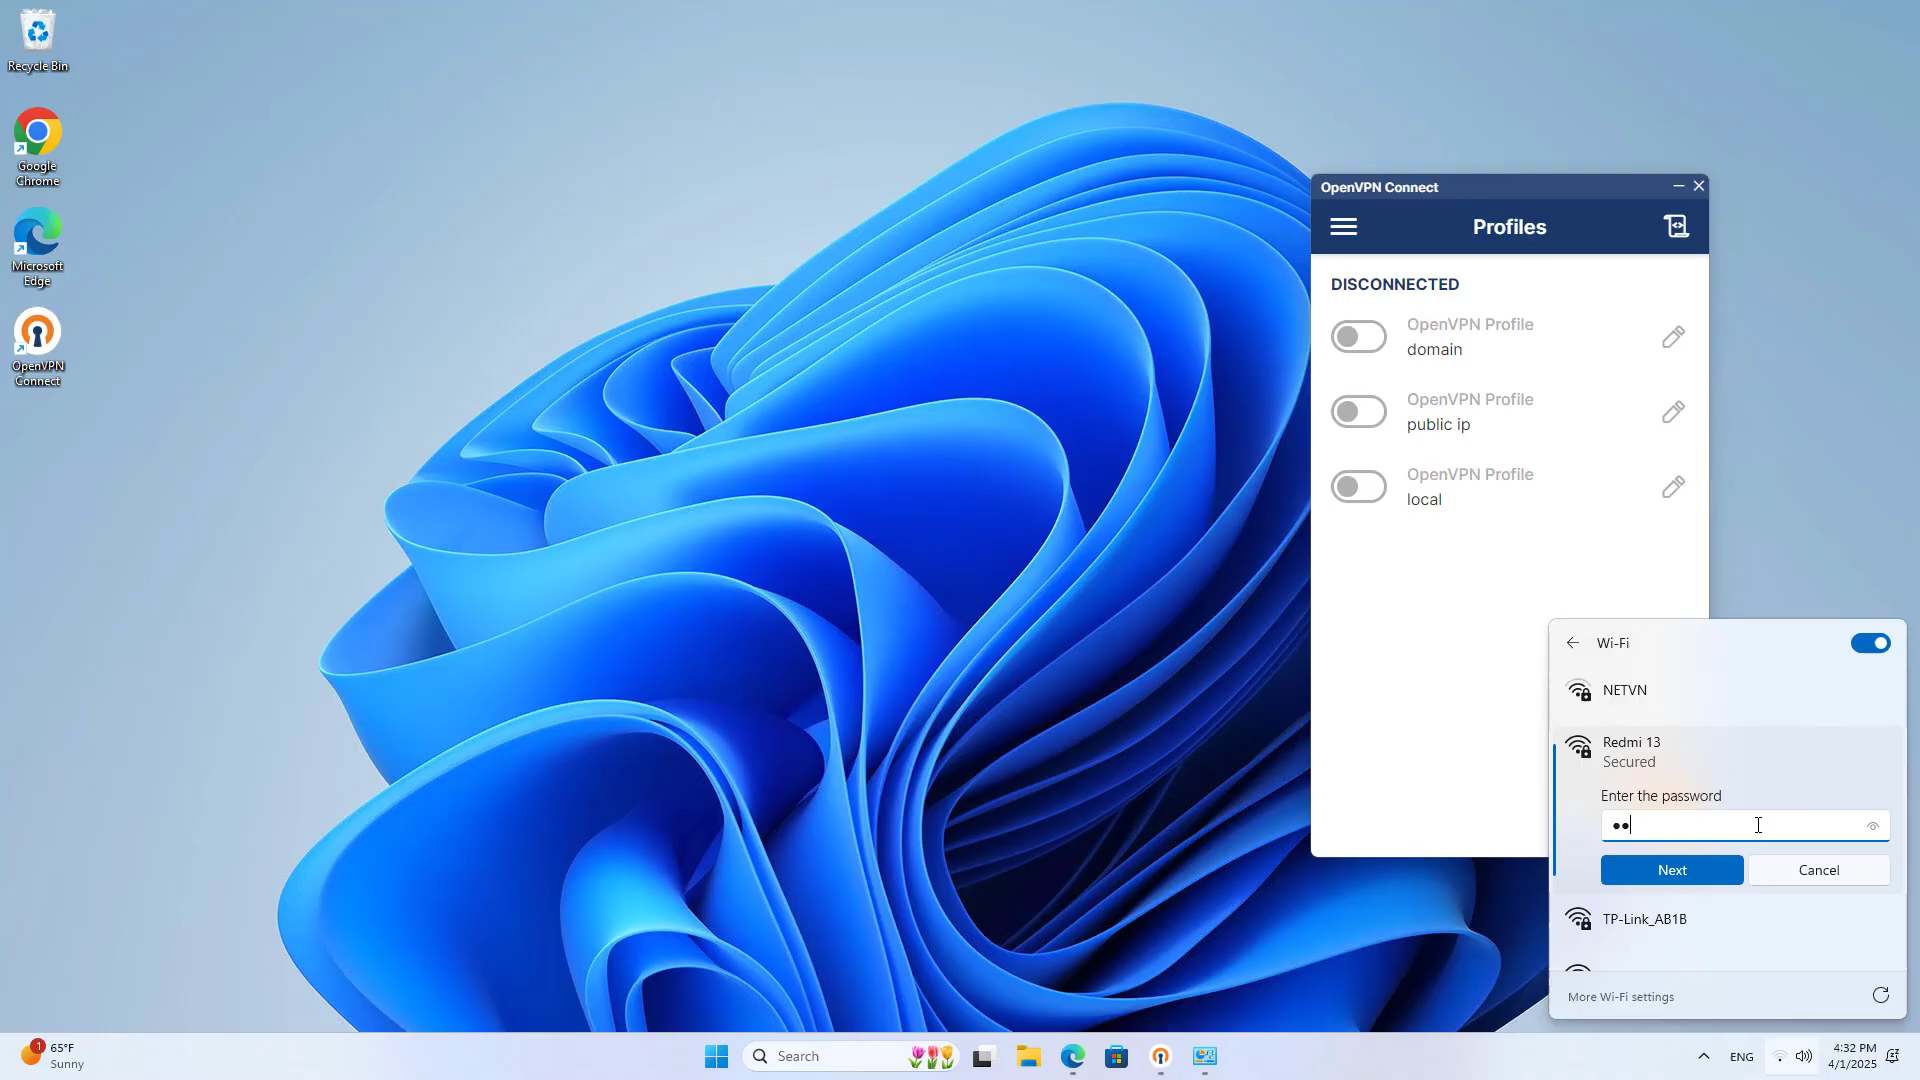 Recycle Bin
Google
Chrome
Microsoft
Edge
OpenVPN
Connect
OpenVPN Connect
Profiles
DISCONNECTED
OpenVPN Profile
domain
OpenVPN Profile
public ip
OpenVPN Profile
local
Wi-Fi
NETVN
Redmi 13
Secured
Enter the password
Next
Cancel
TP-Link_AB1B
More Wi-Fi settings
1
65°F
Sunny
Search
ENG
4:32 PM
4/1/2025